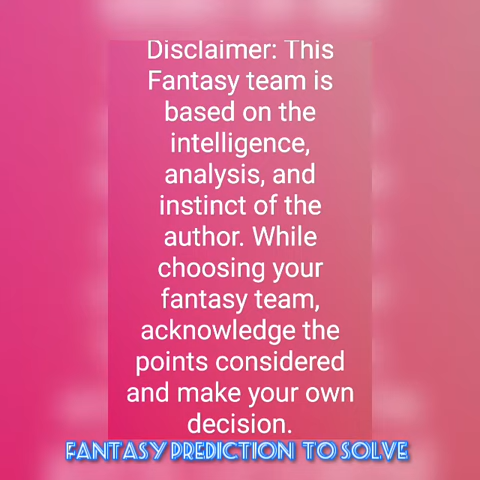 Disclaimer: This
Fantasy team is
based on the
intelligence,
analysis, and
instinct of the
author. While
choosing your
fantasy team,
acknowledge the
points considered
and make your own
decision.
FANTASY PREDICTION TO SOLVE